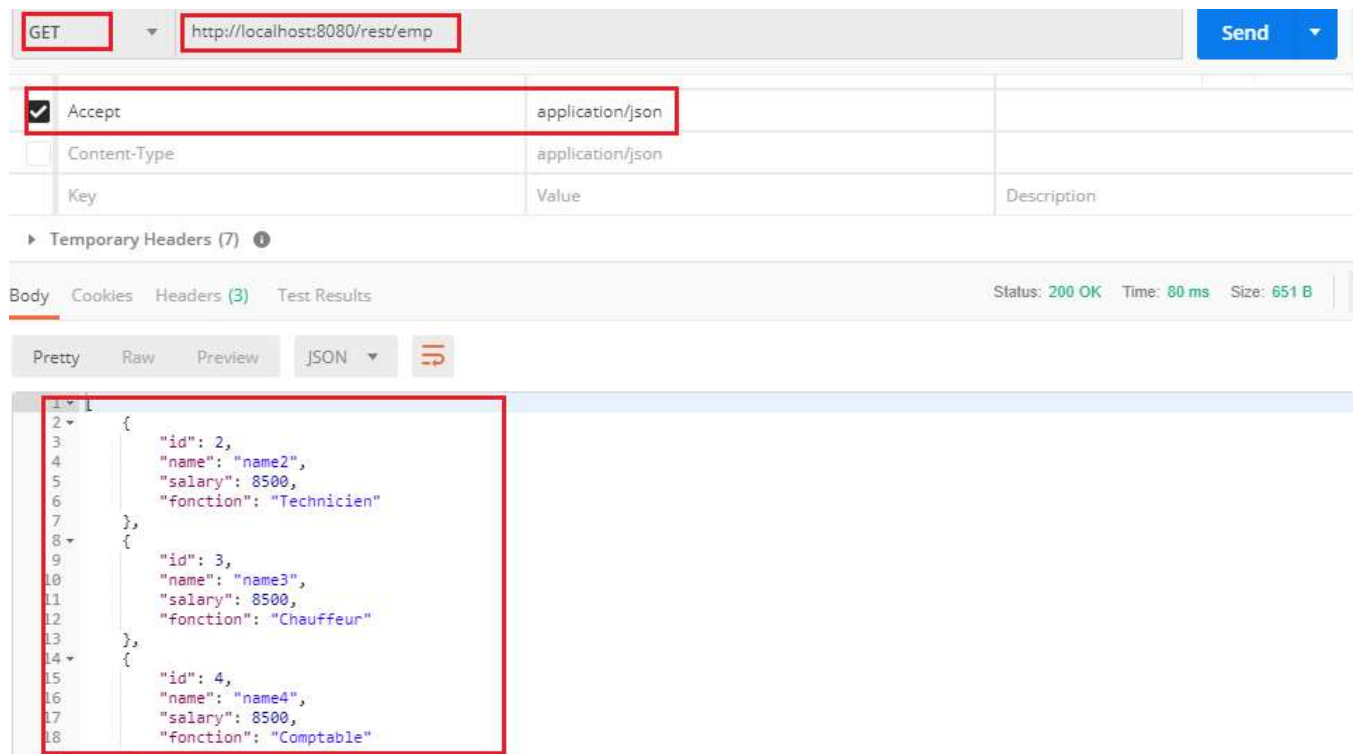 GET http://localhost:8080/rest/emp Send
Accept application/json
Content-Type application/json
Key Value Description
Temporary Headers (7)
Body Cookies Headers (3) Test Results Status: 200 OK Time: 80 ms Size: 651 B
Pretty Raw Preview JSON
1 [
2 {
3 "id": 2,
4 "name": "name2",
5 "salary": 8500,
6 "fonction": "Technicien"
7 },
8 {
9 "id": 3,
10 "name": "name3",
11 "salary": 8500,
12 "fonction": "Chauffeur"
13 },
14 {
15 "id": 4,
16 "name": "name4",
17 "salary": 8500,
18 "fonction": "Comptable"